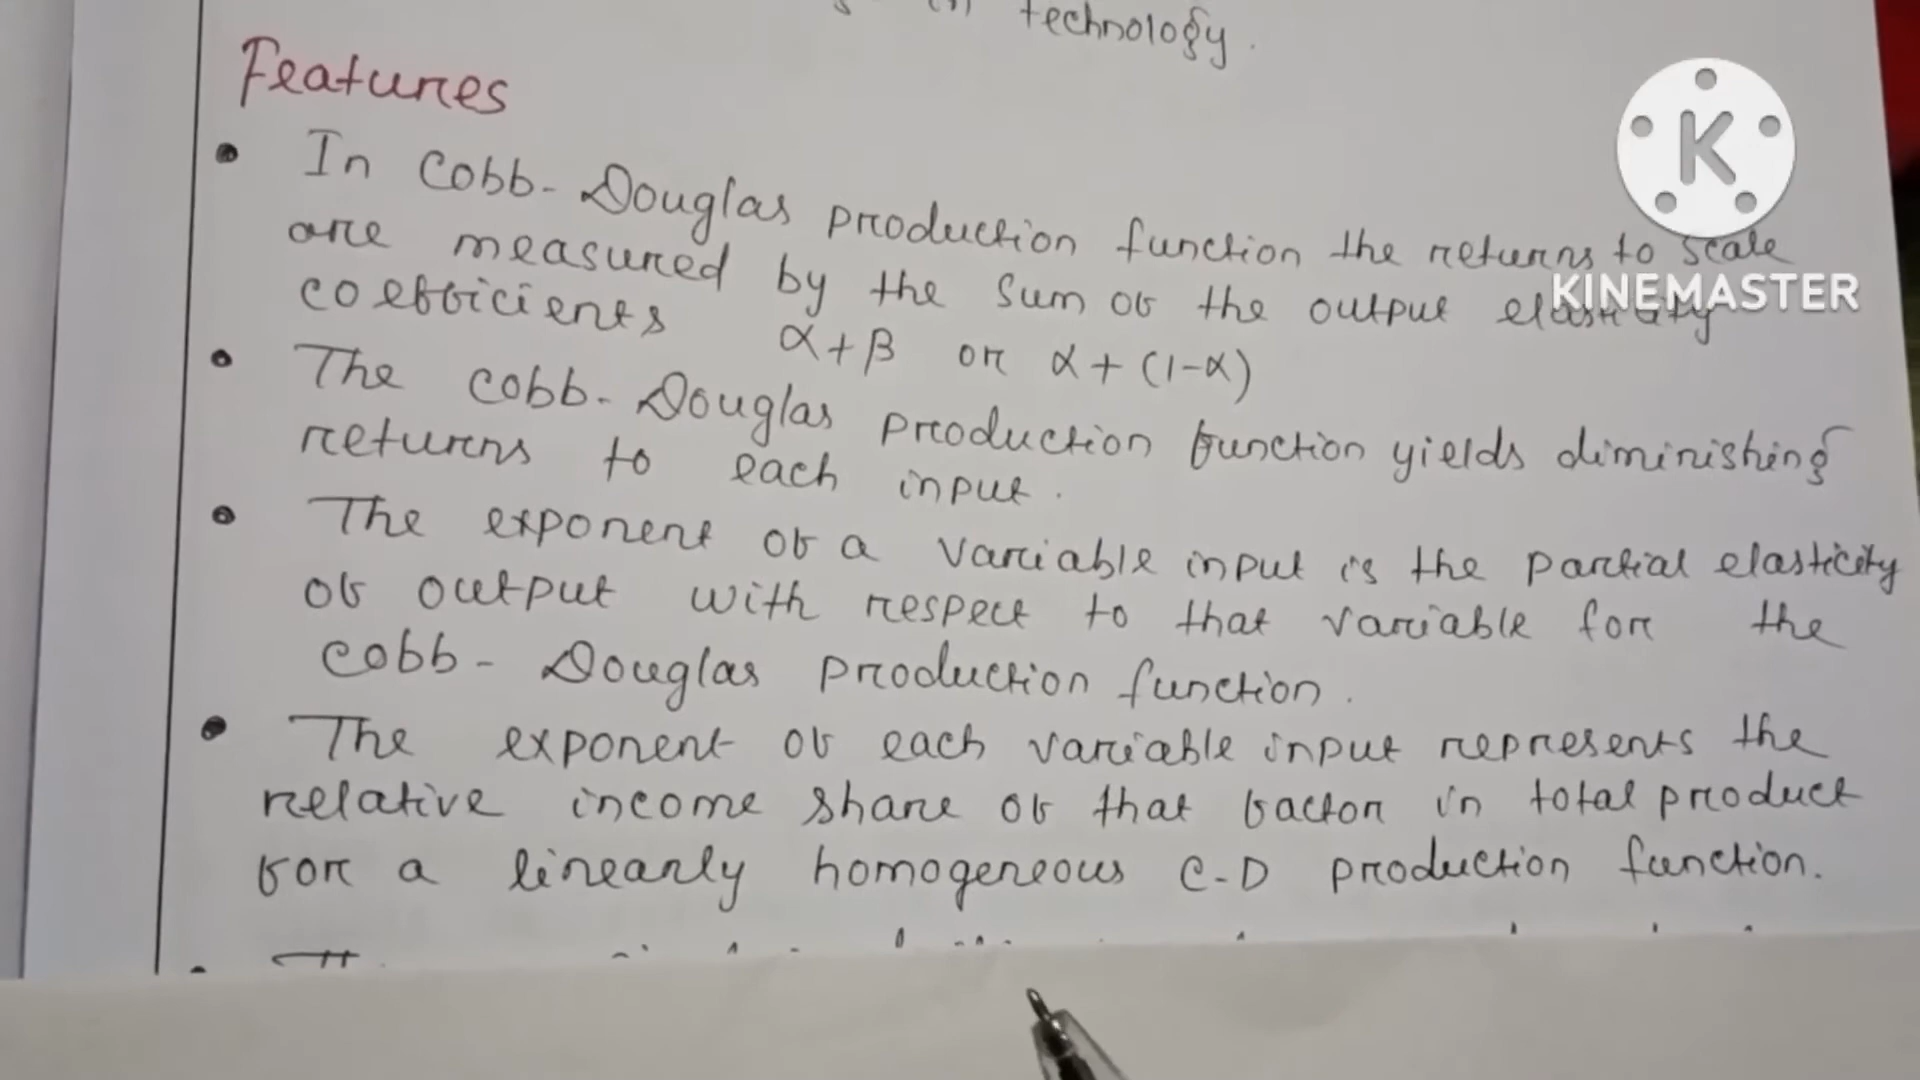 in technology.
Features
• In Cobb-Douglas production function the returns to scale
are measured by the sum of the output elasticity
coefficients α+β or α+(1-α)
• The Cobb-Douglas production function yields diminishing
returns to each input.
• The exponent of a variable input is the partial elasticity
of output with respect to that variable for the
Cobb-Douglas production function.
• The exponent of each variable input represents the
relative income share of that factor in total product
for a linearly homogeneous C-D production function.
K
KINEMASTER